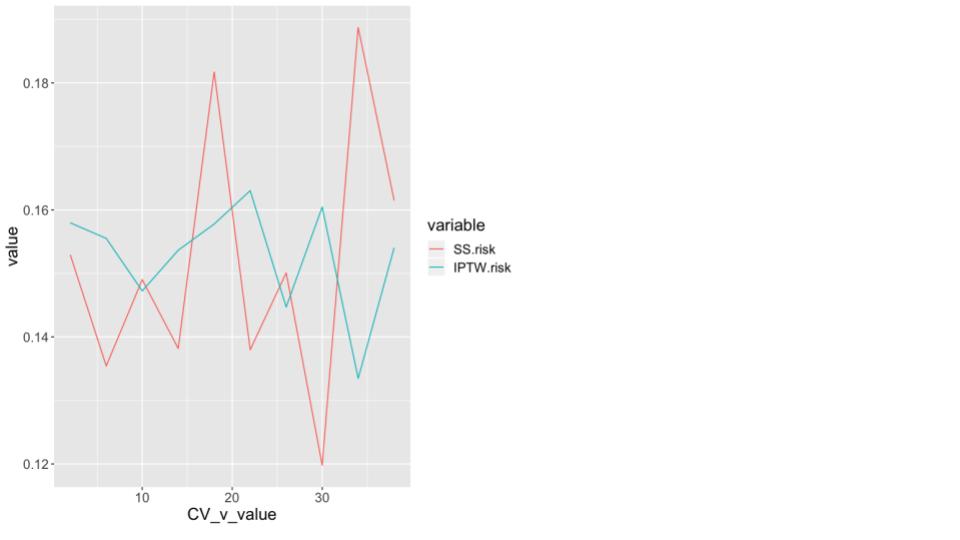 0.18
0.16
0.14
0.12
value
10 20 30
CV_v_value
variable
SS.risk
IPTW.risk